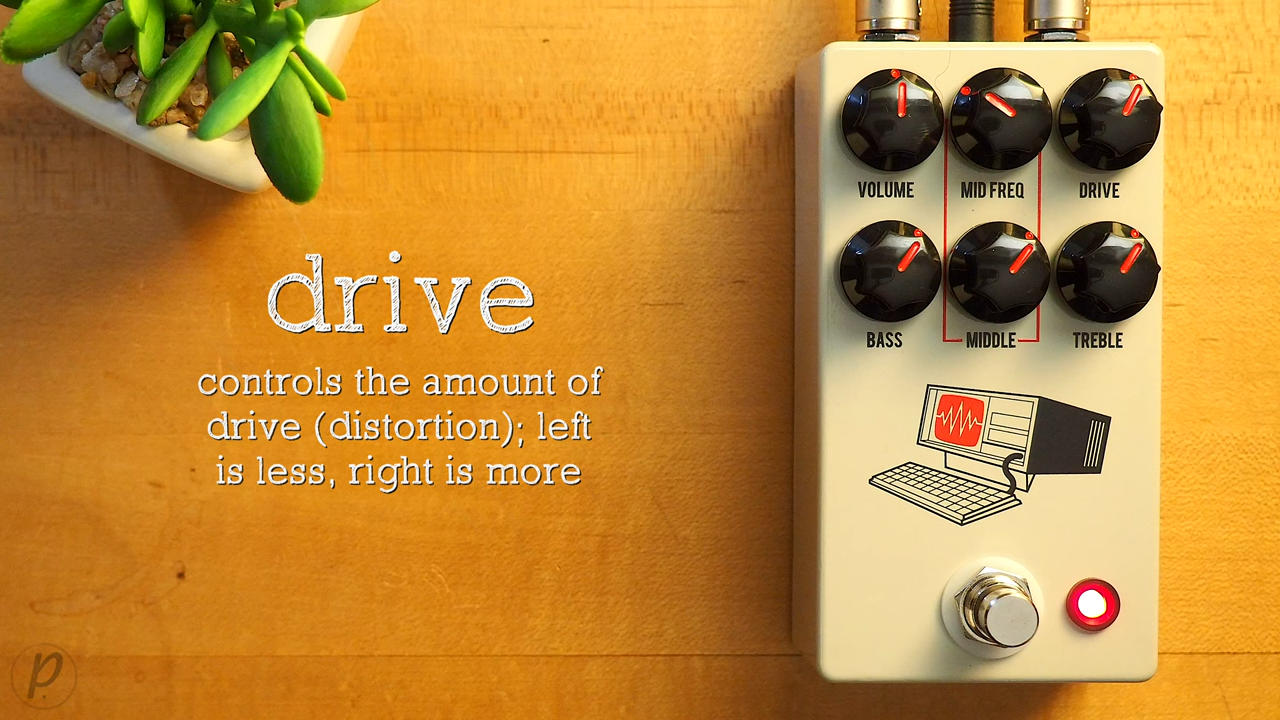 VOLUME MID FREQ DRIVE
drive
BASS MIDDLE TREBLE
controls the amount of
drive (distortion); left
is less, right is more
p.